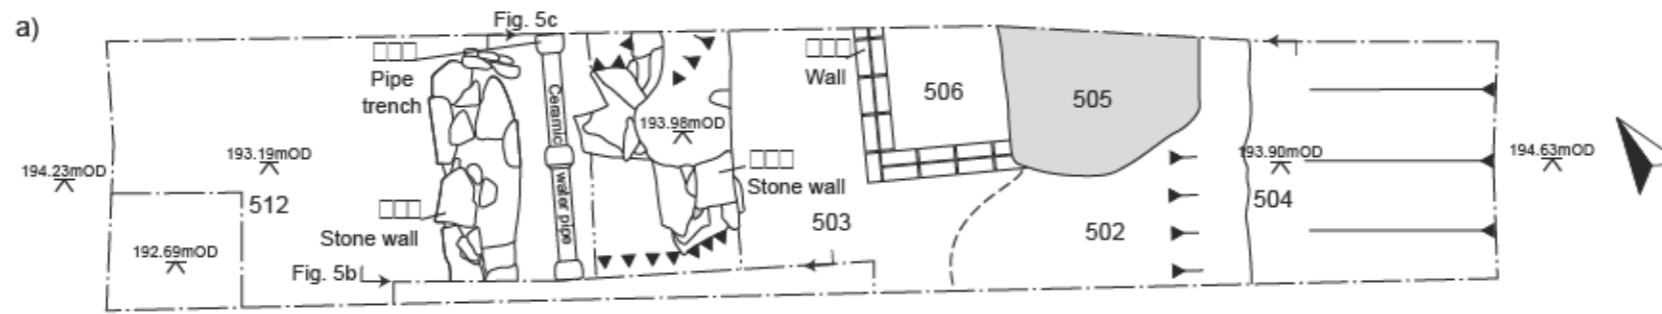 a)
Fig. 5c
□□□
Pipe
trench
Ceramic
water pipe
193.98mOD
□□□
Wall
506
505
194.23mOD
193.19mOD
512
□□□
Stone wall
□□□
Stone wall
503
502
193.90mOD
504
194.63mOD
192.69mOD
Fig. 5b